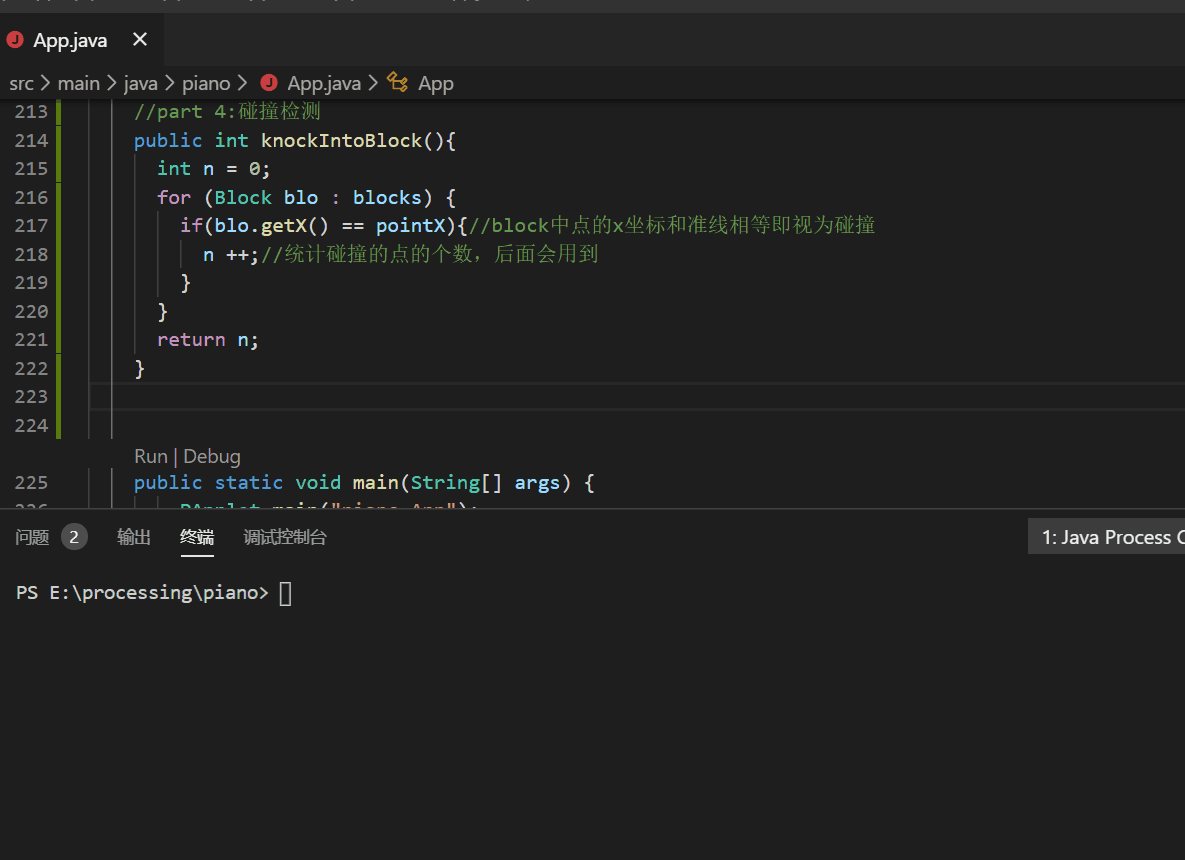 App.java
src > main > java > piano > App.java > App
213 //part 4:碰撞检测
214 public int knockIntoBlock(){
215 int n = 0;
216 for (Block blo : blocks) {
217 if(blo.getX() == pointX){//block中点的x坐标和准线相等即视为碰撞
218 n ++;//统计碰撞的点的个数，后面会用到
219 }
220 }
221 return n;
222 }
223
224
Run | Debug
225 public static void main(String[] args) {
问题 2 输出 终端 调试控制台 1: Java Process C
PS E:\processing\piano>